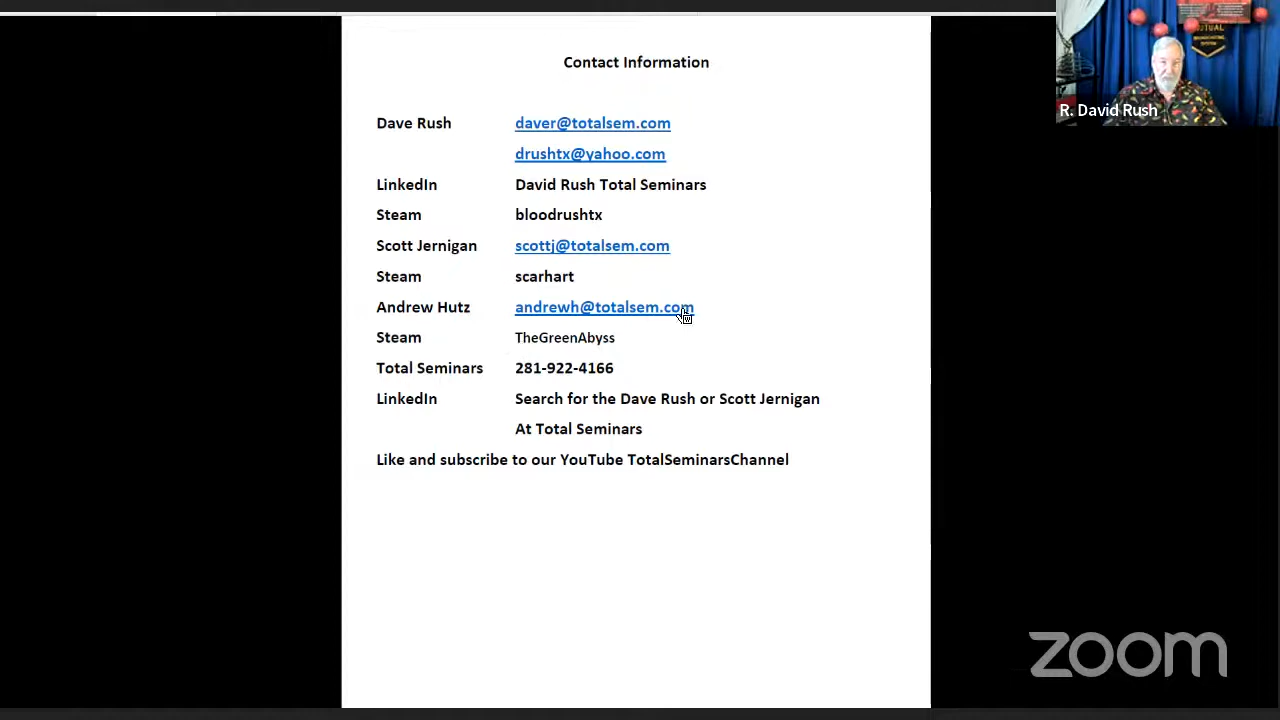 Contact Information
Dave Rush daver@totalsem.com
drushtx@yahoo.com
LinkedIn David Rush Total Seminars
Steam bloodrushtx
Scott Jernigan scottj@totalsem.com
Steam scarhart
Andrew Hutz andrewh@totalsem.com
Steam TheGreenAbyss
Total Seminars 281-922-4166
LinkedIn Search for the Dave Rush or Scott Jernigan
At Total Seminars
Like and subscribe to our YouTube TotalSeminarsChannel
MUTUAL
BROADCASTING
SYSTEM
R. David Rush
zoom